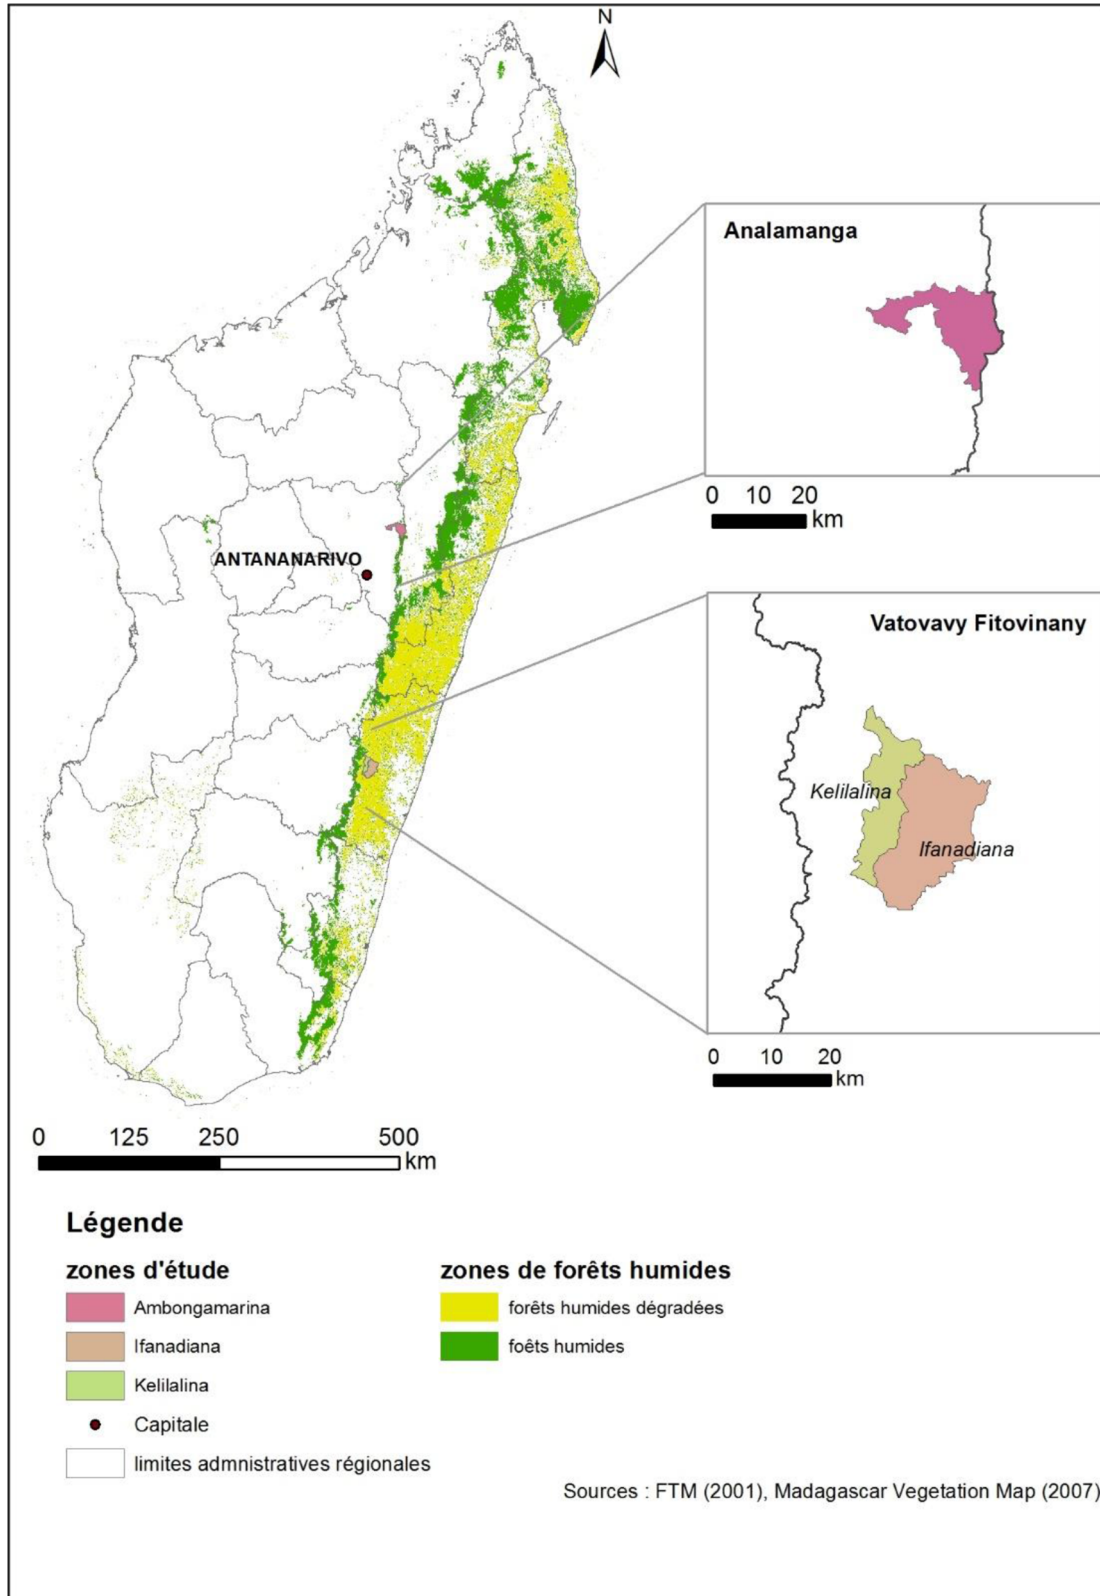 N
Analamanga
0 10 20
km
ANTANANARIVO
Vatovavy Fitovinany
Kelilalina
Ifanadiana
0 10 20
km
0 125 250 500
km
Légende
zones d'étude
Ambongamarina
Ifanadiana
Kelilalina
Capitale
limites admnistratives régionales
zones de forêts humides
forêts humides dégradées
foêts humides
Sources : FTM (2001), Madagascar Vegetation Map (2007)